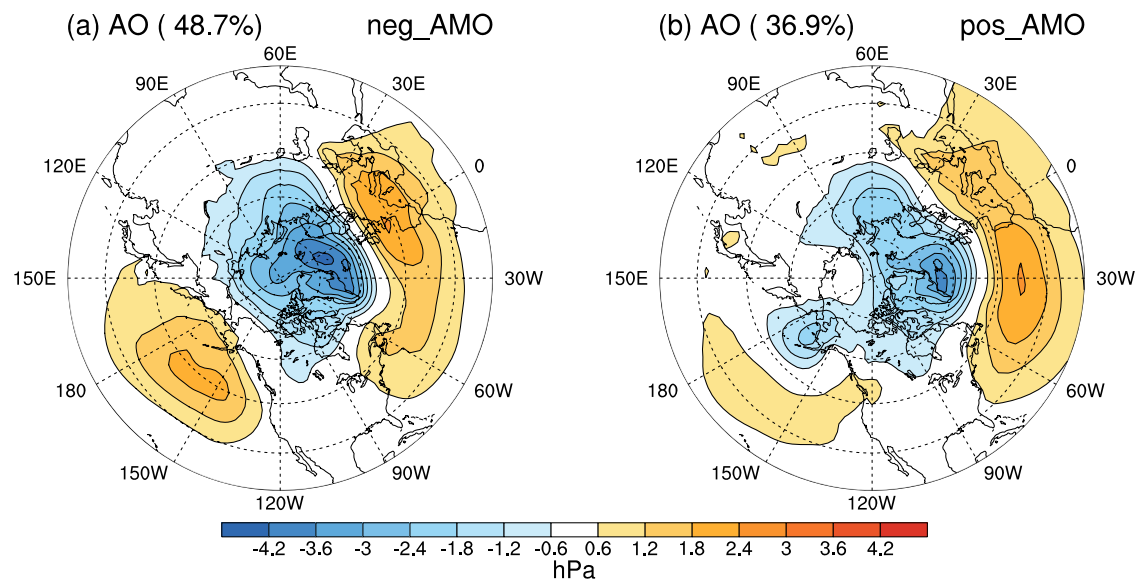 (a) AO ( 48.7%) neg_AMO
(b) AO ( 36.9%) pos_AMO
60E
90E
30E
120E
0
150E
30W
180
60W
150W
90W
120W
60E
90E
30E
120E
0
150E
30W
180
60W
150W
90W
120W
-4.2 -3.6 -3 -2.4 -1.8 -1.2 -0.6 0.6 1.2 1.8 2.4 3 3.6 4.2
hPa